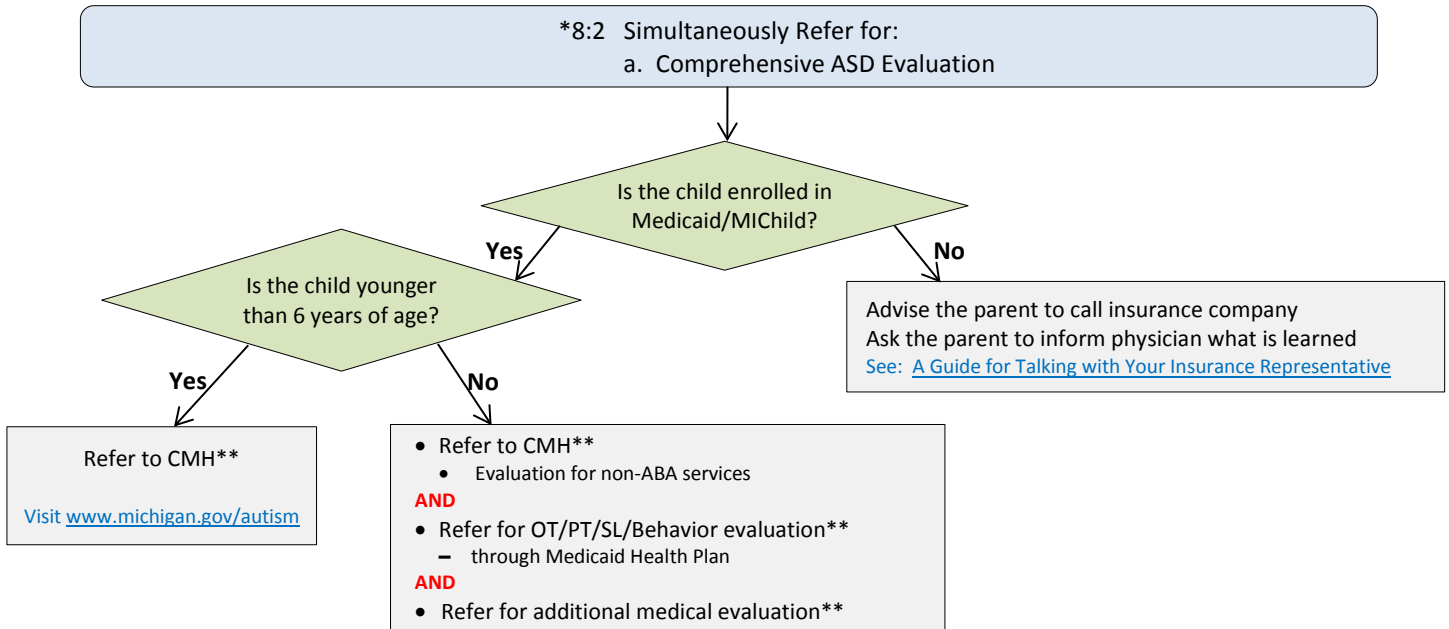 *8:2 Simultaneously Refer for:
a. Comprehensive ASD Evaluation
Is the child enrolled in
Medicaid/MIChild?
Yes
No
Is the child younger
than 6 years of age?
Advise the parent to call insurance company
Ask the parent to inform physician what is learned
See: A Guide for Talking with Your Insurance Representative
Yes
No
Refer to CMH**
Visit www.michigan.gov/autism
• Refer to CMH**
• Evaluation for non-ABA services
AND
• Refer for OT/PT/SL/Behavior evaluation**
– through Medicaid Health Plan
AND
• Refer for additional medical evaluation**